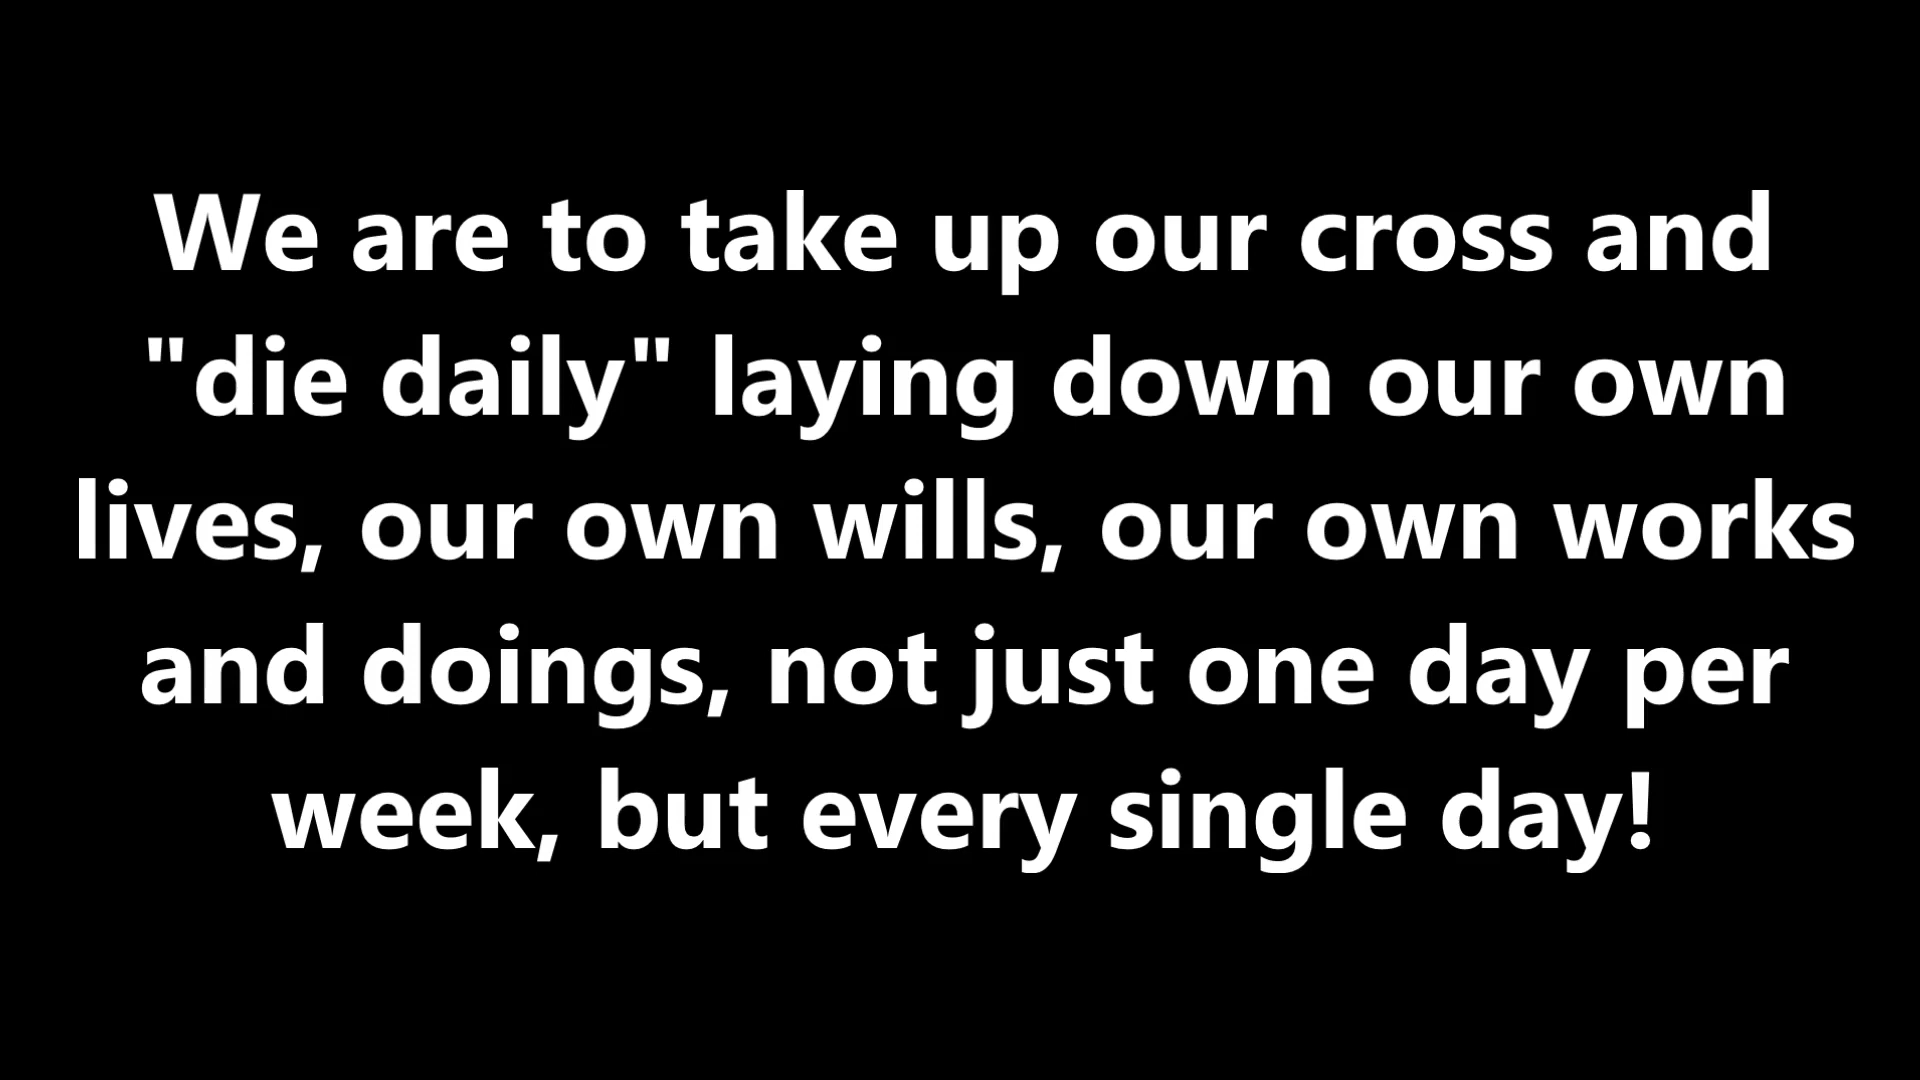 We are to take up our cross and
"die daily" laying down our own
lives, our own wills, our own works
and doings, not just one day per
week, but every single day!